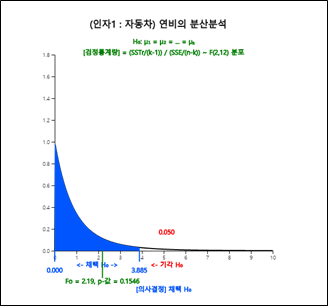 (인자1 : 자동차) 연비의 분산분석
H₀: μ₁ = μ₂ = ... = μₖ
[검정통계량] = (SSTr/(k-1)) / (SSE/(n-k)) ~ F(2,12) 분포
1.8
1.6
1.4
1.2
1.0
0.8
0.6
0.4
0.2
0.0
0.050
1 2 3 4 5 6 7 8 9 10
<- 채택 H₀ -> <- 기각 H₀
0.000 3.885
Fo = 2.19, p-값 = 0.1546
[의사결정] 채택 H₀